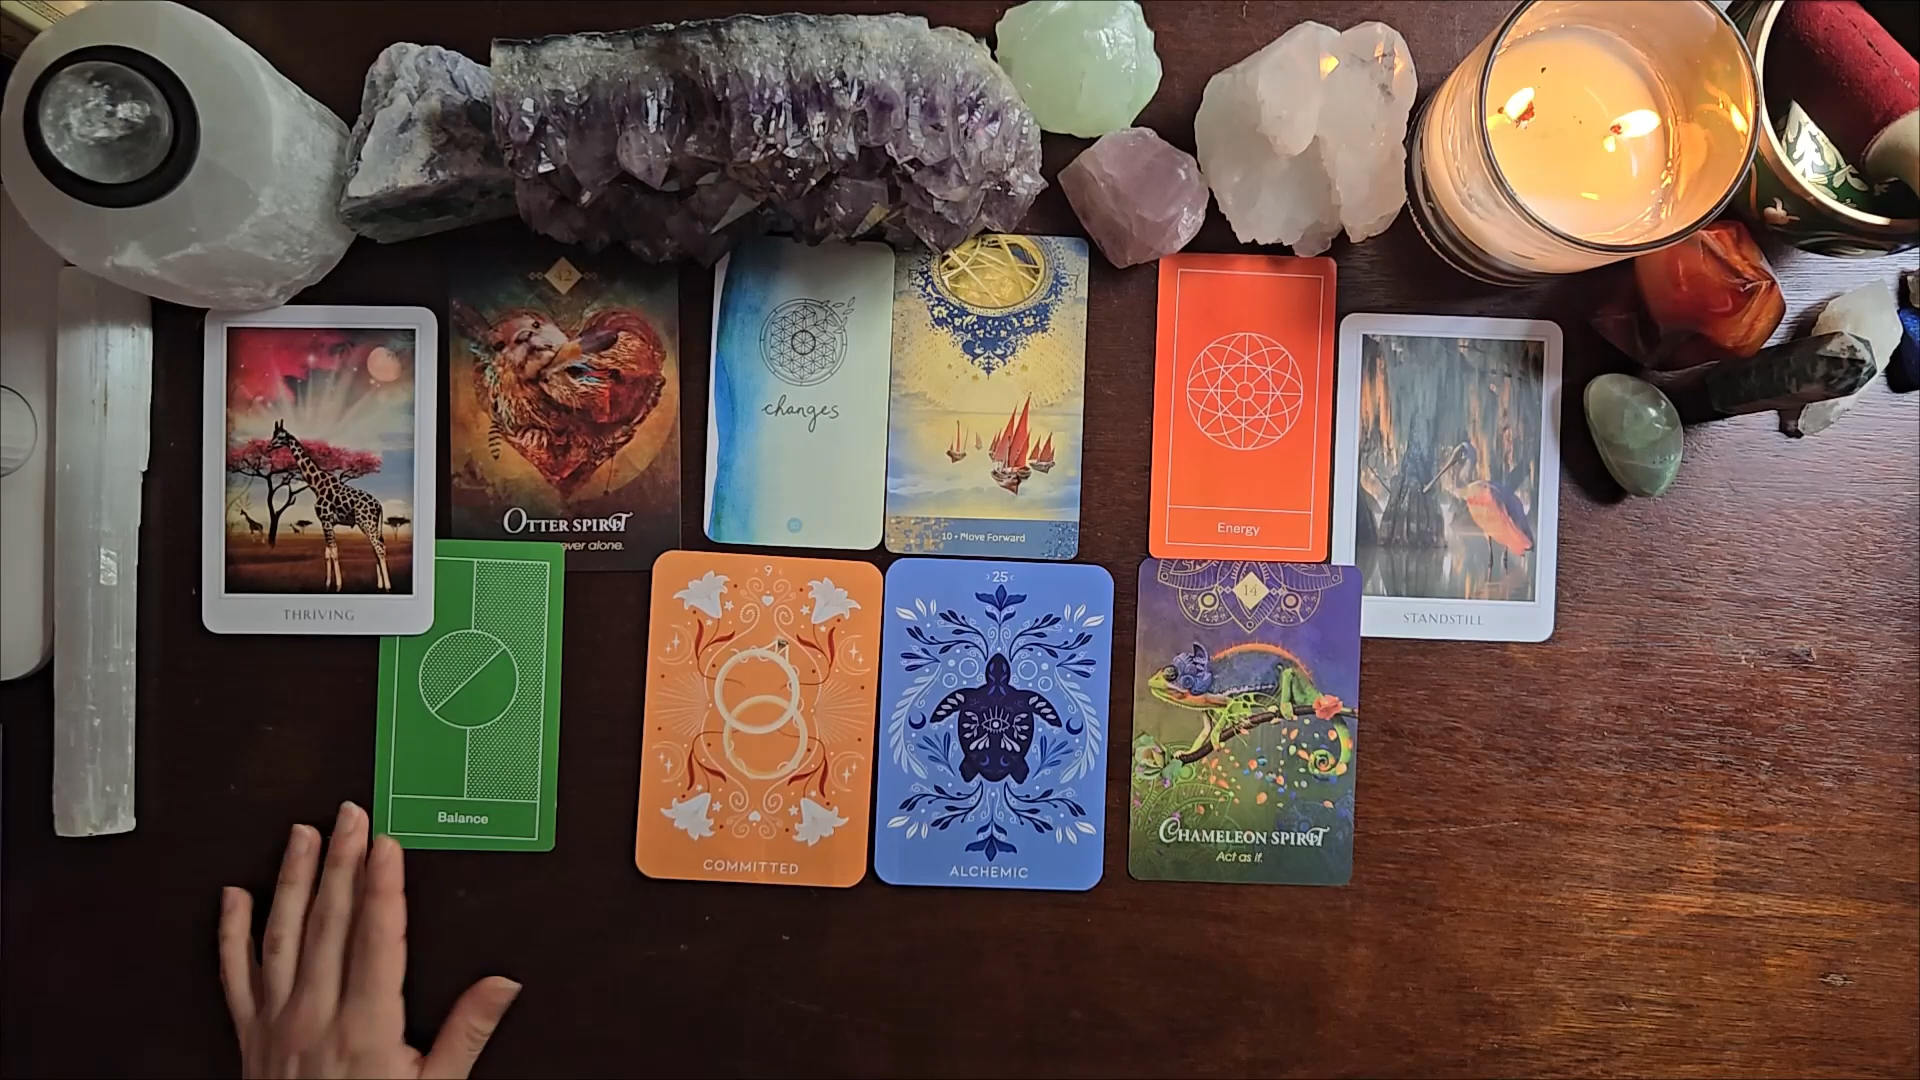 THRIVING
42
OTTER SPIRIT
ever alone.
Balance
changes
10 • Move Forward
9
COMMITTED
25
ALCHEMIC
Energy
14
CHAMELEON SPIRIT
Act as if.
STANDSTILL